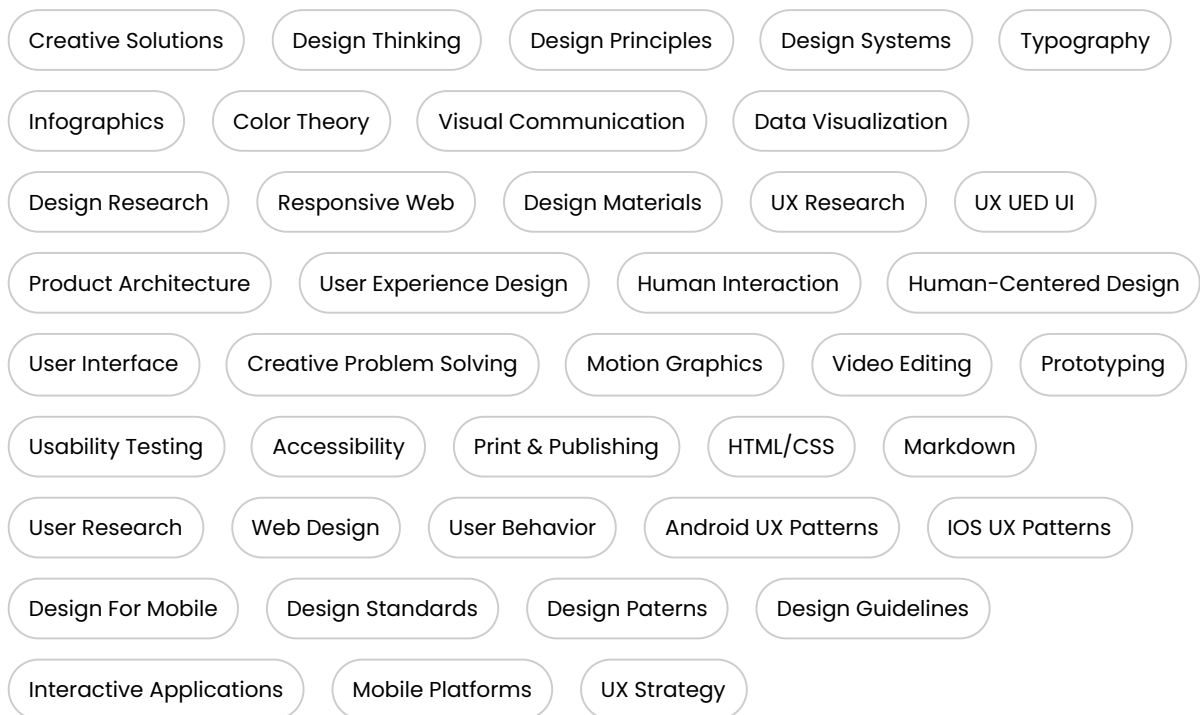 Creative Solutions Design Thinking Design Principles Design Systems Typography
Infographics Color Theory Visual Communication Data Visualization
Design Research Responsive Web Design Materials UX Research UX UED UI
Product Architecture User Experience Design Human Interaction Human-Centered Design
User Interface Creative Problem Solving Motion Graphics Video Editing Prototyping
Usability Testing Accessibility Print & Publishing HTML/CSS Markdown
User Research Web Design User Behavior Android UX Patterns IOS UX Patterns
Design For Mobile Design Standards Design Paterns Design Guidelines
Interactive Applications Mobile Platforms UX Strategy